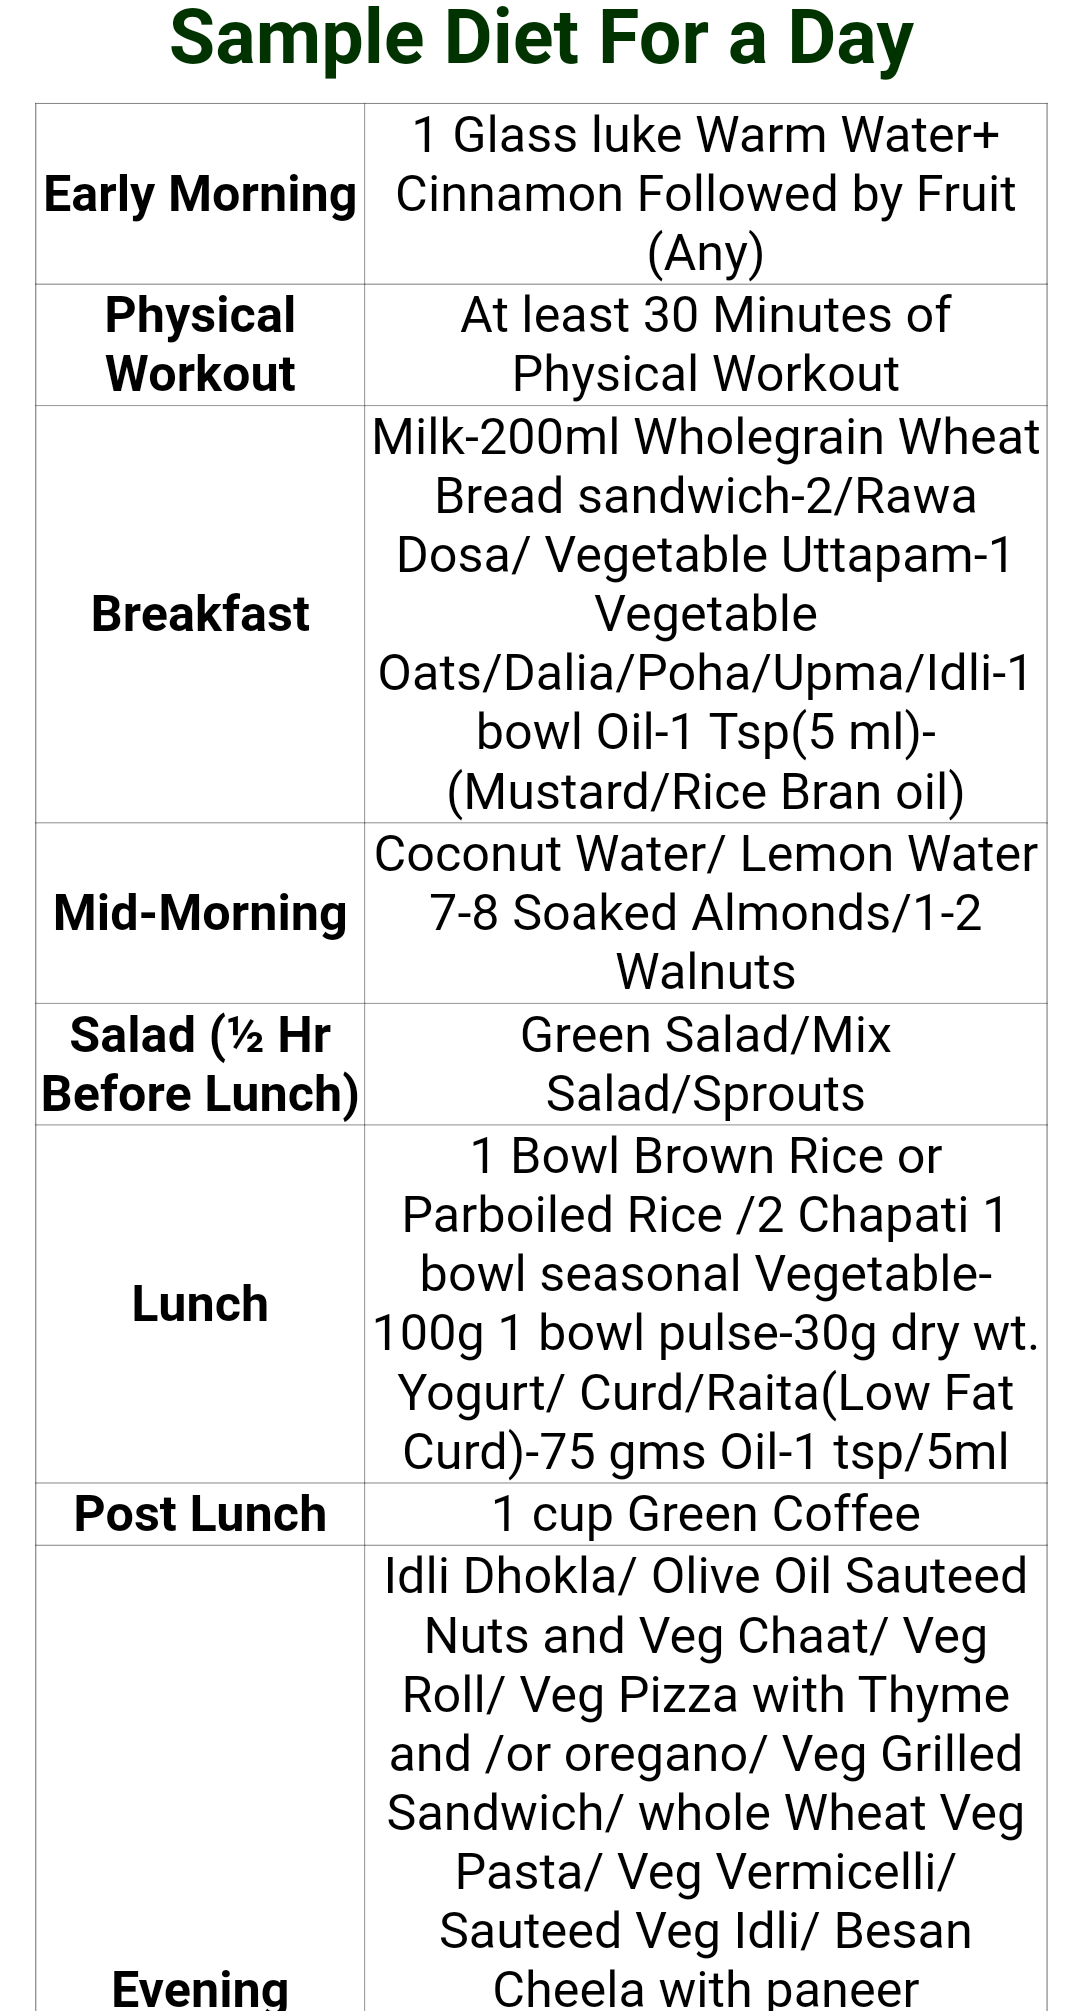 Sample Diet For a Day
Early Morning
1 Glass luke Warm Water+
Cinnamon Followed by Fruit
(Any)
Physical
Workout
At least 30 Minutes of
Physical Workout
Breakfast
Milk-200ml Wholegrain Wheat
Bread sandwich-2/Rawa
Dosa/ Vegetable Uttapam-1
Vegetable
Oats/Dalia/Poha/Upma/Idli-1
bowl Oil-1 Tsp(5 ml)-
(Mustard/Rice Bran oil)
Mid-Morning
Coconut Water/ Lemon Water
7-8 Soaked Almonds/1-2
Walnuts
Salad (½ Hr
Before Lunch)
Green Salad/Mix
Salad/Sprouts
Lunch
1 Bowl Brown Rice or
Parboiled Rice /2 Chapati 1
bowl seasonal Vegetable-
100g 1 bowl pulse-30g dry wt.
Yogurt/ Curd/Raita(Low Fat
Curd)-75 gms Oil-1 tsp/5ml
Post Lunch
1 cup Green Coffee
Evening
Idli Dhokla/ Olive Oil Sauteed
Nuts and Veg Chaat/ Veg
Roll/ Veg Pizza with Thyme
and /or oregano/ Veg Grilled
Sandwich/ whole Wheat Veg
Pasta/ Veg Vermicelli/
Sauteed Veg Idli/ Besan
Cheela with paneer